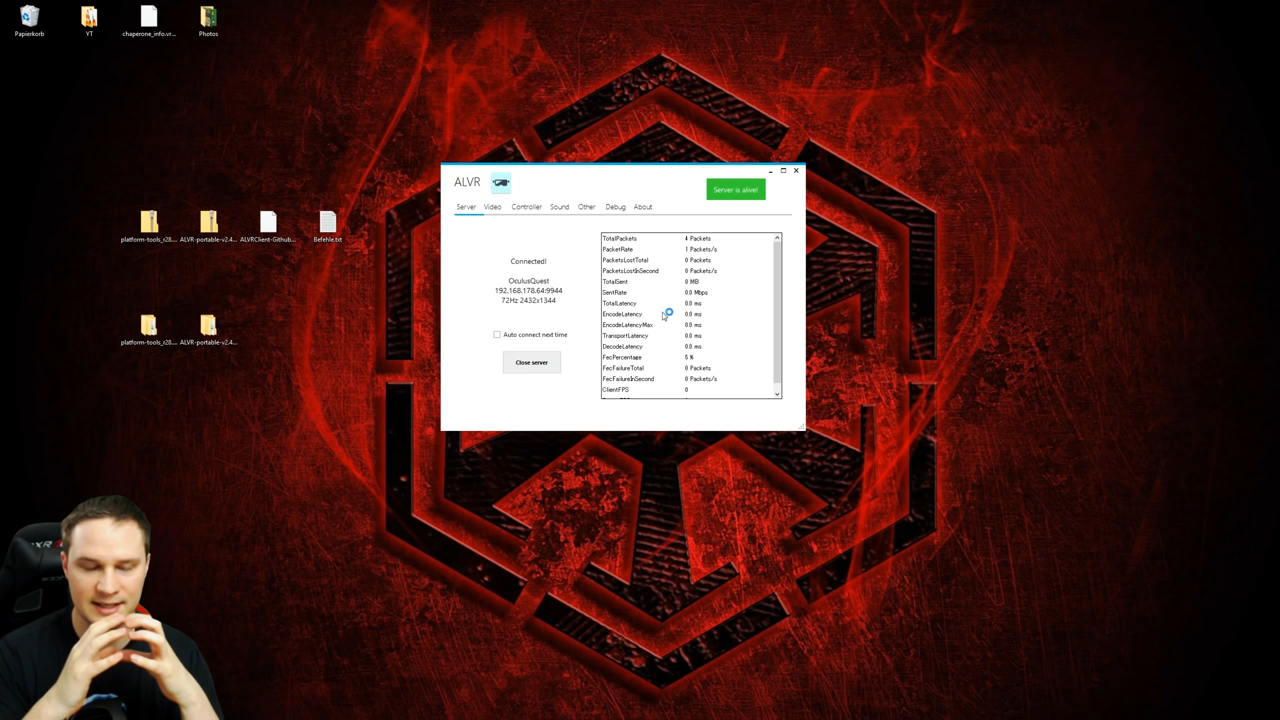 Papierkorb
YT
chaperone_info.vr...
Photos
platform-tools_r28....
ALVR-portable-v2.4...
ALVRClient-Github...
Befehle.txt
platform-tools_r28....
ALVR-portable-v2.4...
ALVR
Server is alive!
Server Video Controller Sound Other Debug About
Connected!
OculusQuest
192.168.178.64:9944
72Hz 2432x1344
Auto connect next time
Close server
TotalPackets 4 Packets
PacketRate 1 Packets/s
PacketsLostTotal 0 Packets
PacketsLostInSecond 0 Packets/s
TotalSent 0 MB
SentRate 0.0 Mbps
TotalLatency 0.0 ms
EncodeLatency 0.0 ms
EncodeLatencyMax 0.0 ms
TransportLatency 0.0 ms
DecodeLatency 0.0 ms
FecPercentage 5 %
FecFailureTotal 0 Packets
FecFailureInSecond 0 Packets/s
ClientFPS 0